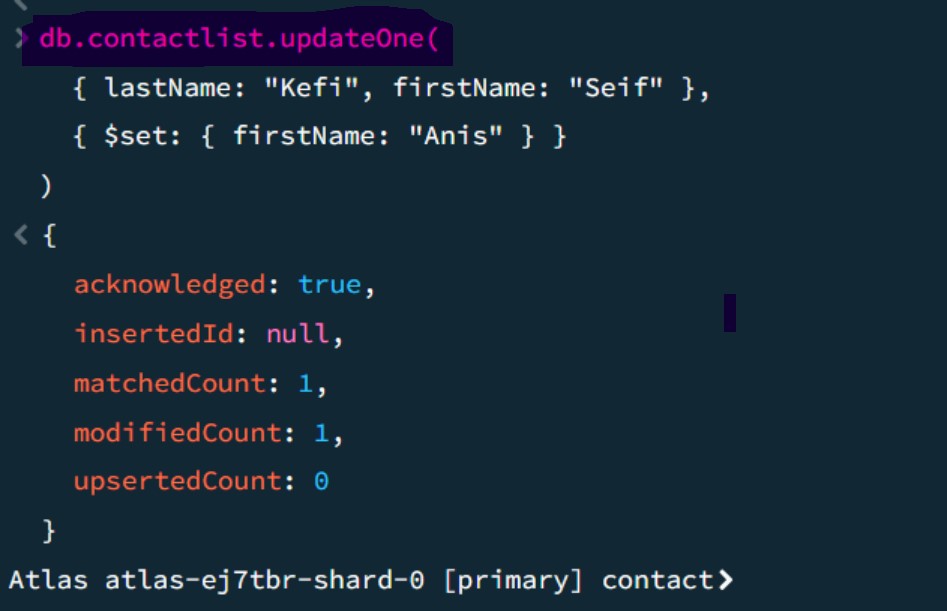 > db.contactlist.updateOne(
{ lastName: "Kefi", firstName: "Seif" },
{ $set: { firstName: "Anis" } }
)
< {
acknowledged: true,
insertedId: null,
matchedCount: 1,
modifiedCount: 1,
upsertedCount: 0
}
Atlas atlas-ej7tbr-shard-0 [primary] contact>